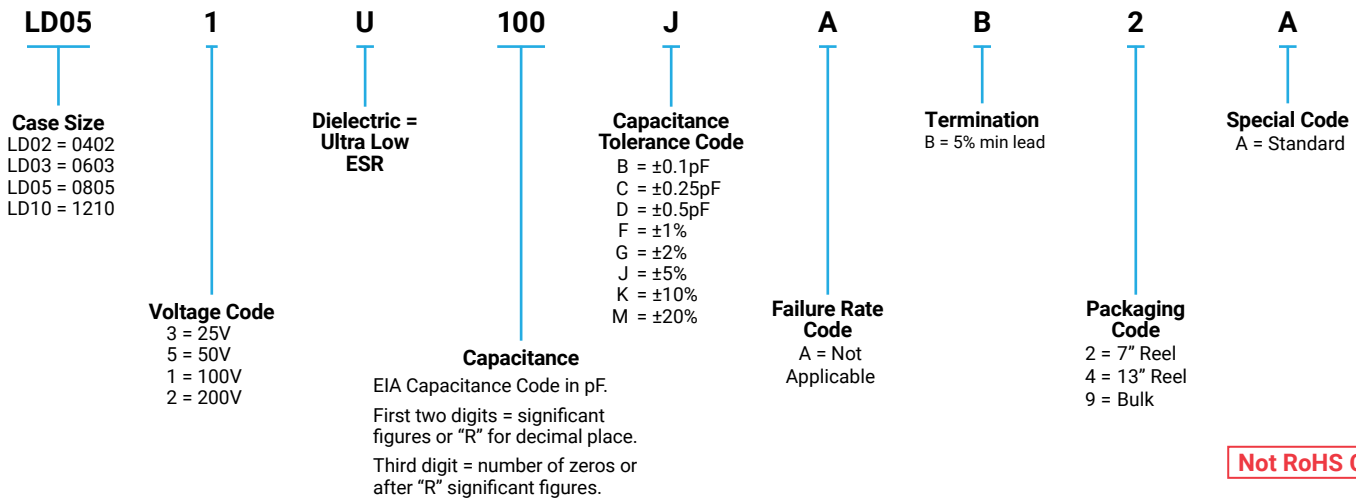 LD05 1 U 100 J A B 2 A
Case Size
LD02 = 0402
LD03 = 0603
LD05 = 0805
LD10 = 1210
Voltage Code
3 = 25V
5 = 50V
1 = 100V
2 = 200V
Dielectric =
Ultra Low
ESR
Capacitance
EIA Capacitance Code in pF.
First two digits = significant
figures or “R” for decimal place.
Third digit = number of zeros or
after “R” significant figures.
Capacitance
Tolerance Code
B = ±0.1pF
C = ±0.25pF
D = ±0.5pF
F = ±1%
G = ±2%
J = ±5%
K = ±10%
M = ±20%
Failure Rate
Code
A = Not
Applicable
Termination
B = 5% min lead
Packaging
Code
2 = 7” Reel
4 = 13” Reel
9 = Bulk
Special Code
A = Standard
Not RoHS